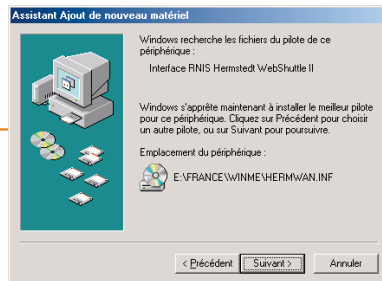 Assistant Ajout de nouveau matériel
Windows recherche les fichiers du pilote de ce
périphérique :
Interface RNIS Hermstedt WebShuttle II
Windows s'apprête maintenant à installer le meilleur pilote
pour ce périphérique. Cliquez sur Précédent pour choisir
un autre pilote, ou sur Suivant pour poursuivre.
Emplacement du périphérique :
E:\FRANCE\WINME\HERMWAN.INF
< Précédent
Suivant >
Annuler